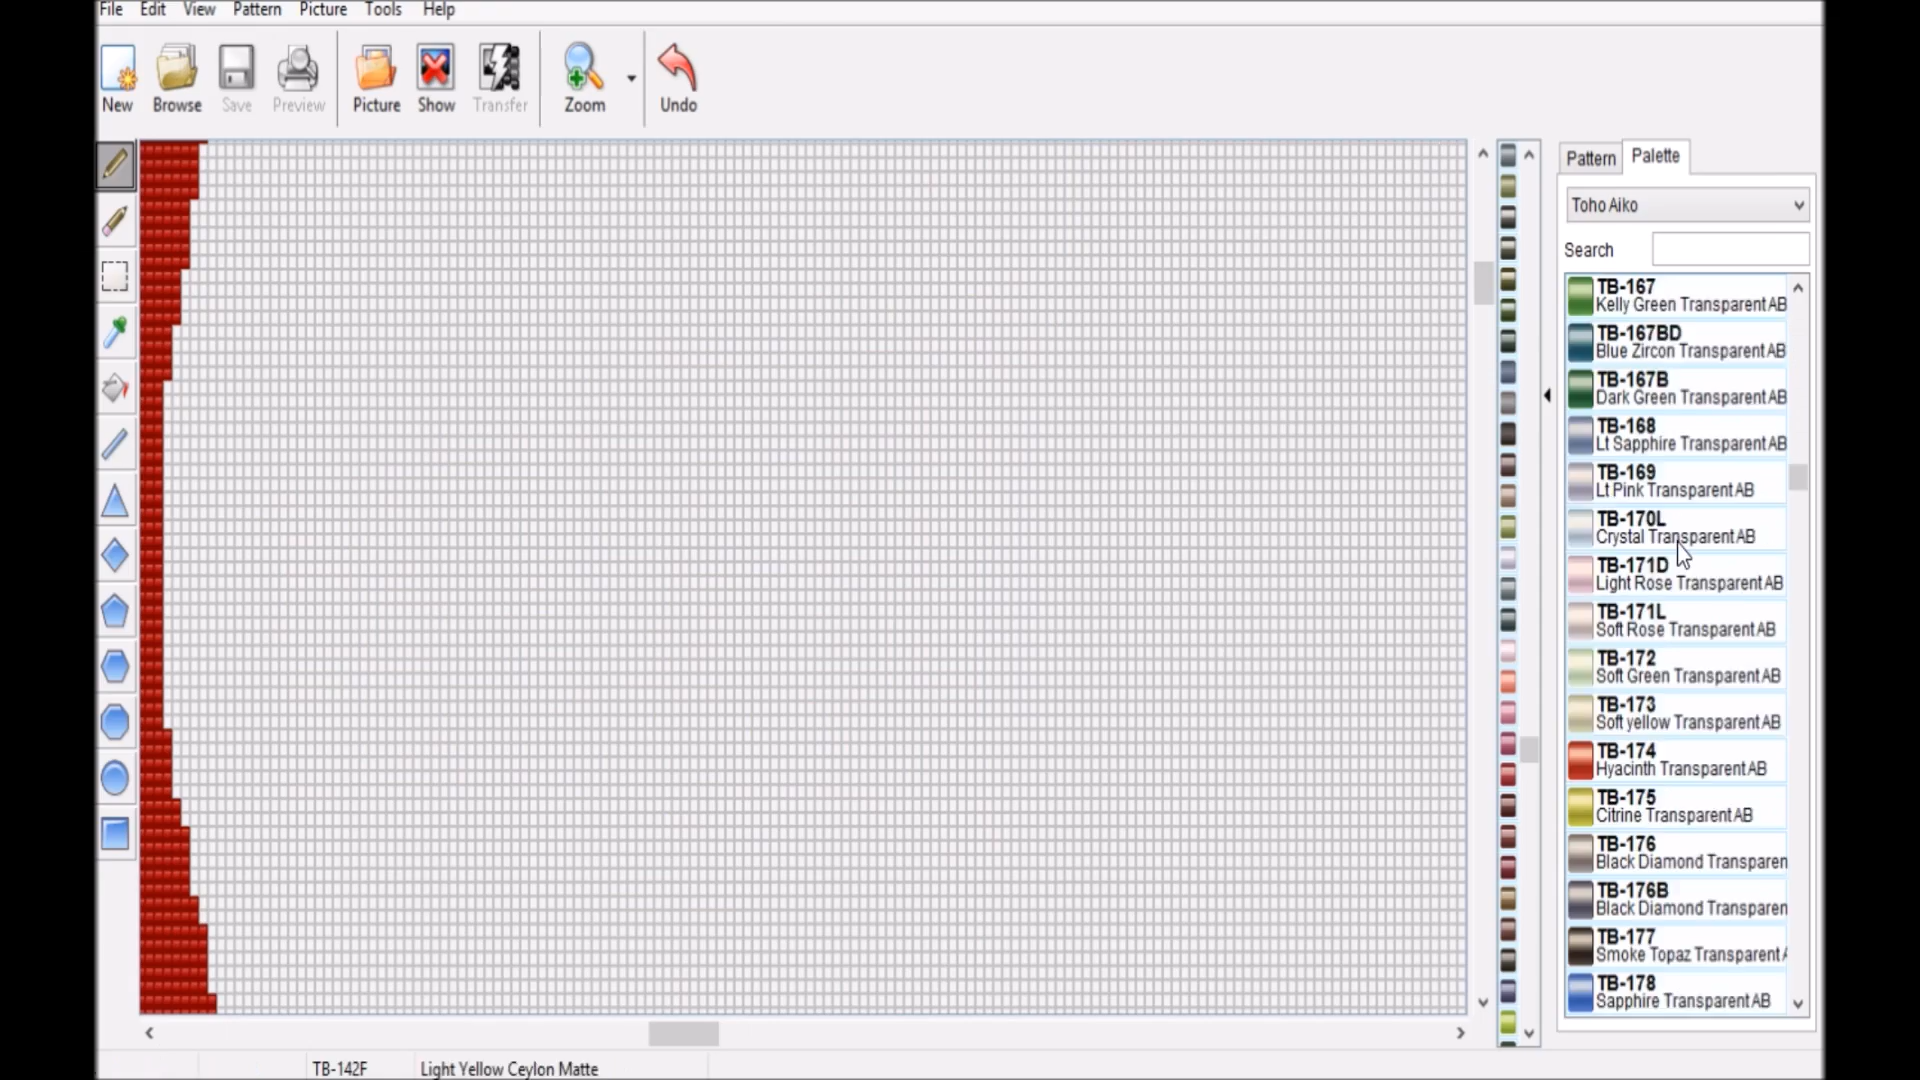 File Edit View Pattern Picture Tools Help
New Browse Save Preview Picture Show Transfer Zoom Undo
Pattern Palette
Toho Aiko
Search
TB-167
Kelly Green Transparent AB
TB-167BD
Blue Zircon Transparent AB
TB-167B
Dark Green Transparent AB
TB-168
Lt Sapphire Transparent AB
TB-169
Lt Pink Transparent AB
TB-170L
Crystal Transparent AB
TB-171D
Light Rose Transparent AB
TB-171L
Soft Rose Transparent AB
TB-172
Soft Green Transparent AB
TB-173
Soft yellow Transparent AB
TB-174
Hyacinth Transparent AB
TB-175
Citrine Transparent AB
TB-176
Black Diamond Transparen
TB-176B
Black Diamond Transparen
TB-177
Smoke Topaz Transparent A
TB-178
Sapphire Transparent AB
TB-142F Light Yellow Ceylon Matte